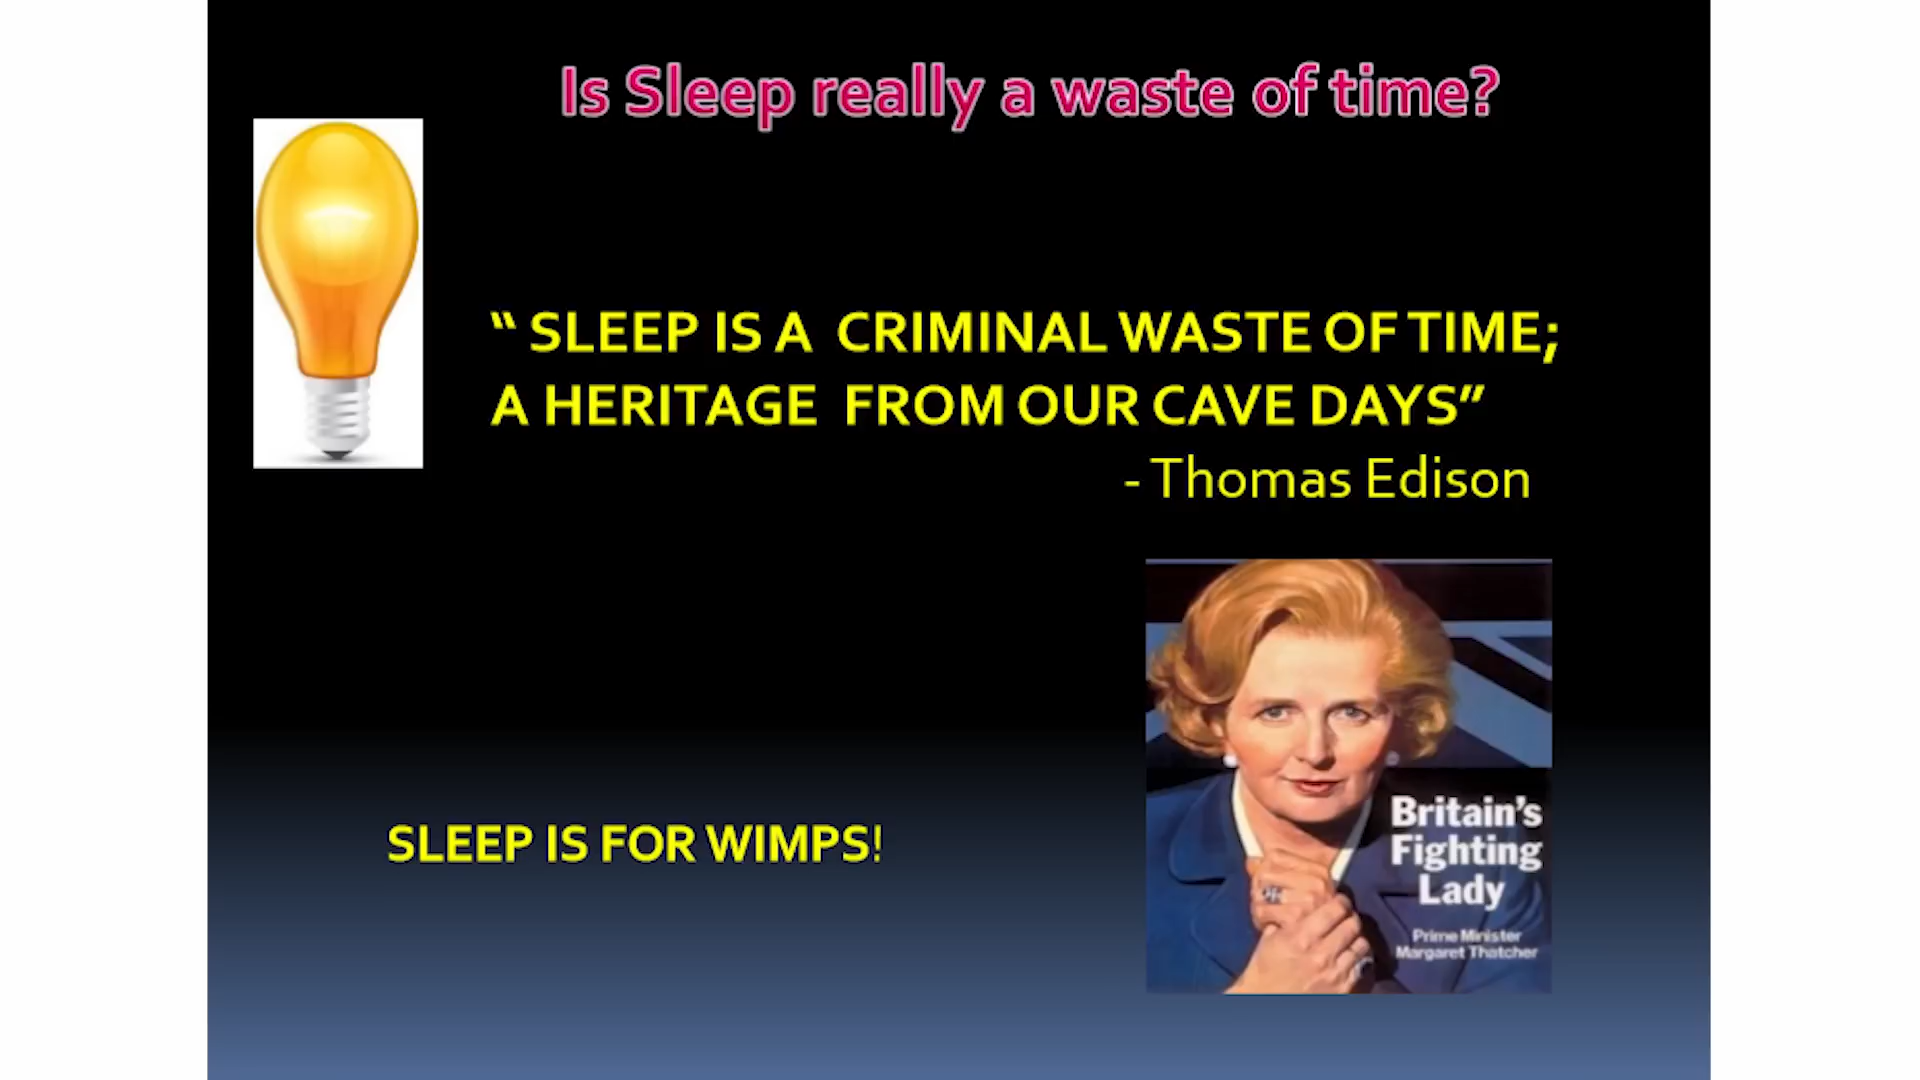 Is Sleep really a waste of time?
“ SLEEP IS A CRIMINAL WASTE OF TIME;
A HERITAGE FROM OUR CAVE DAYS”
- Thomas Edison
SLEEP IS FOR WIMPS!
Britain's
Fighting
Lady
Prime Minister
Margaret Thatcher